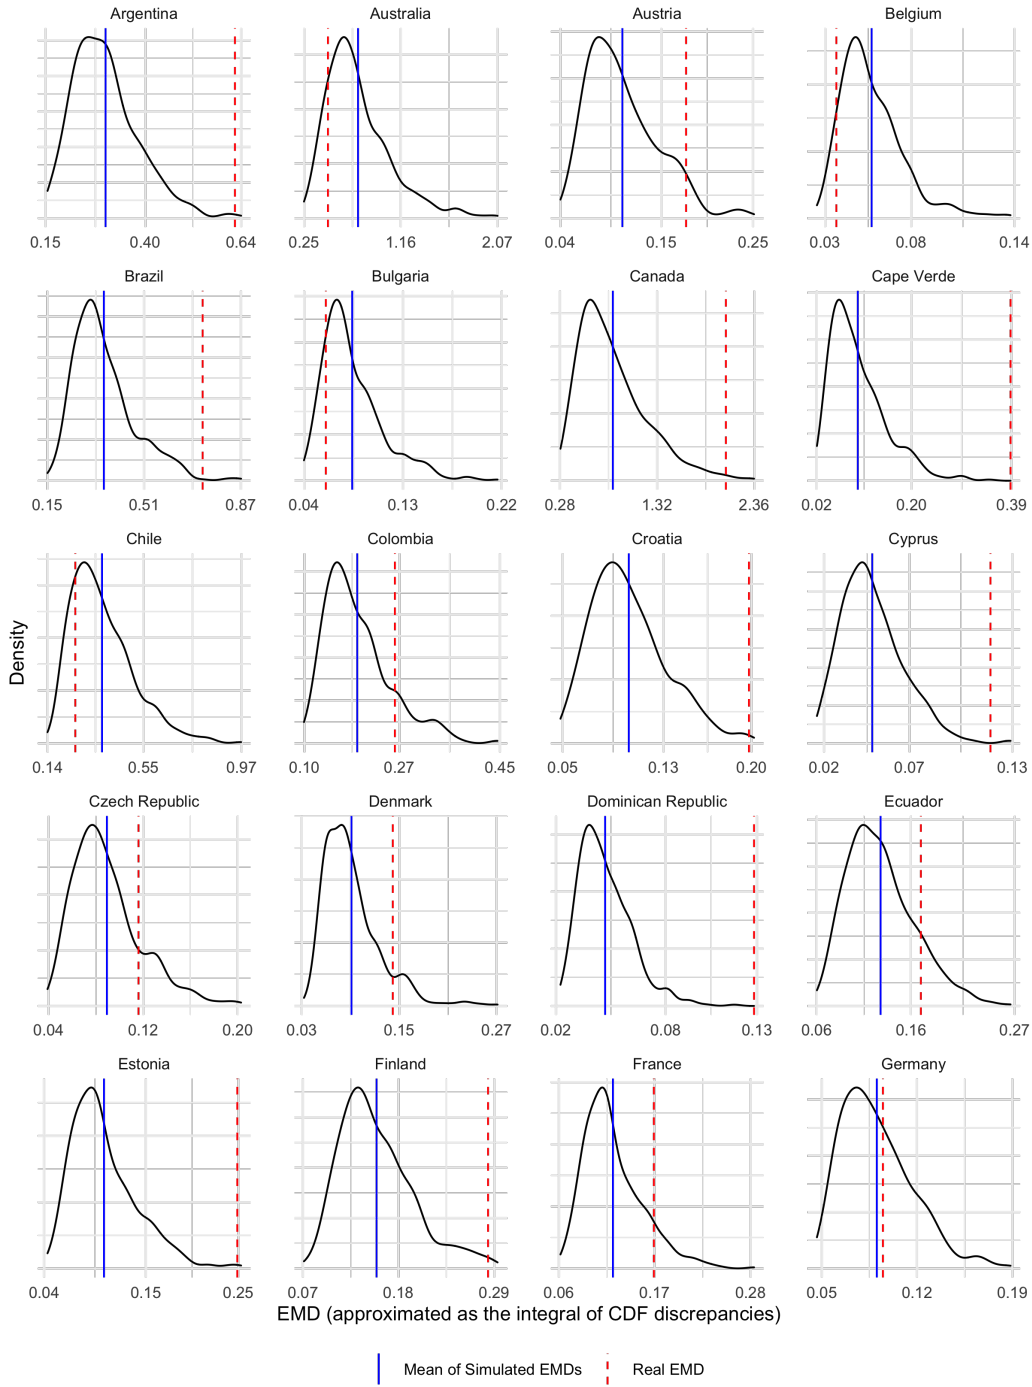 Argentina Australia Austria Belgium
0.15 0.40 0.64 0.25 1.16 2.07 0.04 0.15 0.25 0.03 0.08 0.14
Brazil Bulgaria Canada Cape Verde
0.15 0.51 0.87 0.04 0.13 0.22 0.28 1.32 2.36 0.02 0.20 0.39
Chile Colombia Croatia Cyprus
Density
0.14 0.55 0.97 0.10 0.27 0.45 0.05 0.13 0.20 0.02 0.07 0.13
Czech Republic Denmark Dominican Republic Ecuador
0.04 0.12 0.20 0.03 0.15 0.27 0.02 0.08 0.13 0.06 0.16 0.27
Estonia Finland France Germany
0.04 0.15 0.25 0.07 0.18 0.29 0.06 0.17 0.28 0.05 0.12 0.19
EMD (approximated as the integral of CDF discrepancies)
Mean of Simulated EMDs Real EMD